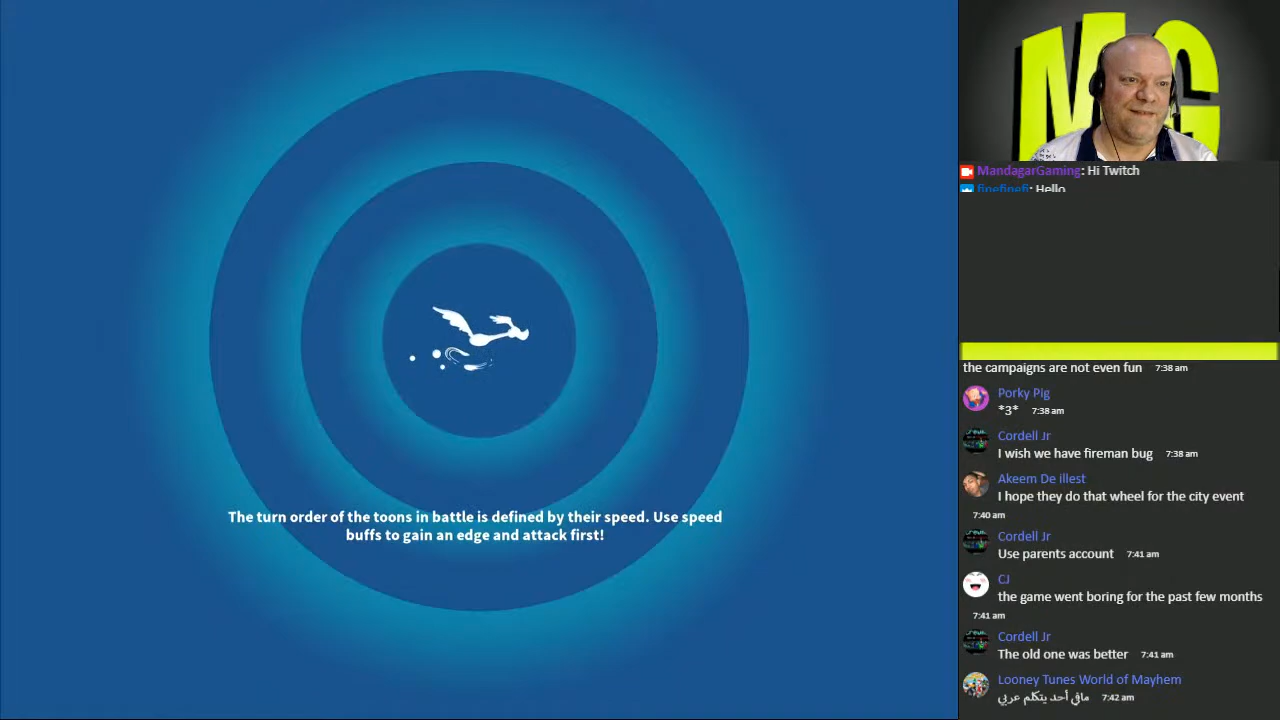 MG
MandagarGaming: Hi Twitch
finefinefi: Hello
the campaigns are not even fun 7:38 am
Porky Pig
*3* 7:38 am
Cordell Jr
I wish we have fireman bug 7:38 am
Akeem De illest
I hope they do that wheel for the city event
7:40 am
Cordell Jr
Use parents account 7:41 am
CJ
the game went boring for the past few months
7:41 am
Cordell Jr
The old one was better 7:41 am
Looney Tunes World of Mayhem
مافي أحد يتكلم عربي 7:42 am
The turn order of the toons in battle is defined by their speed. Use speed
buffs to gain an edge and attack first!